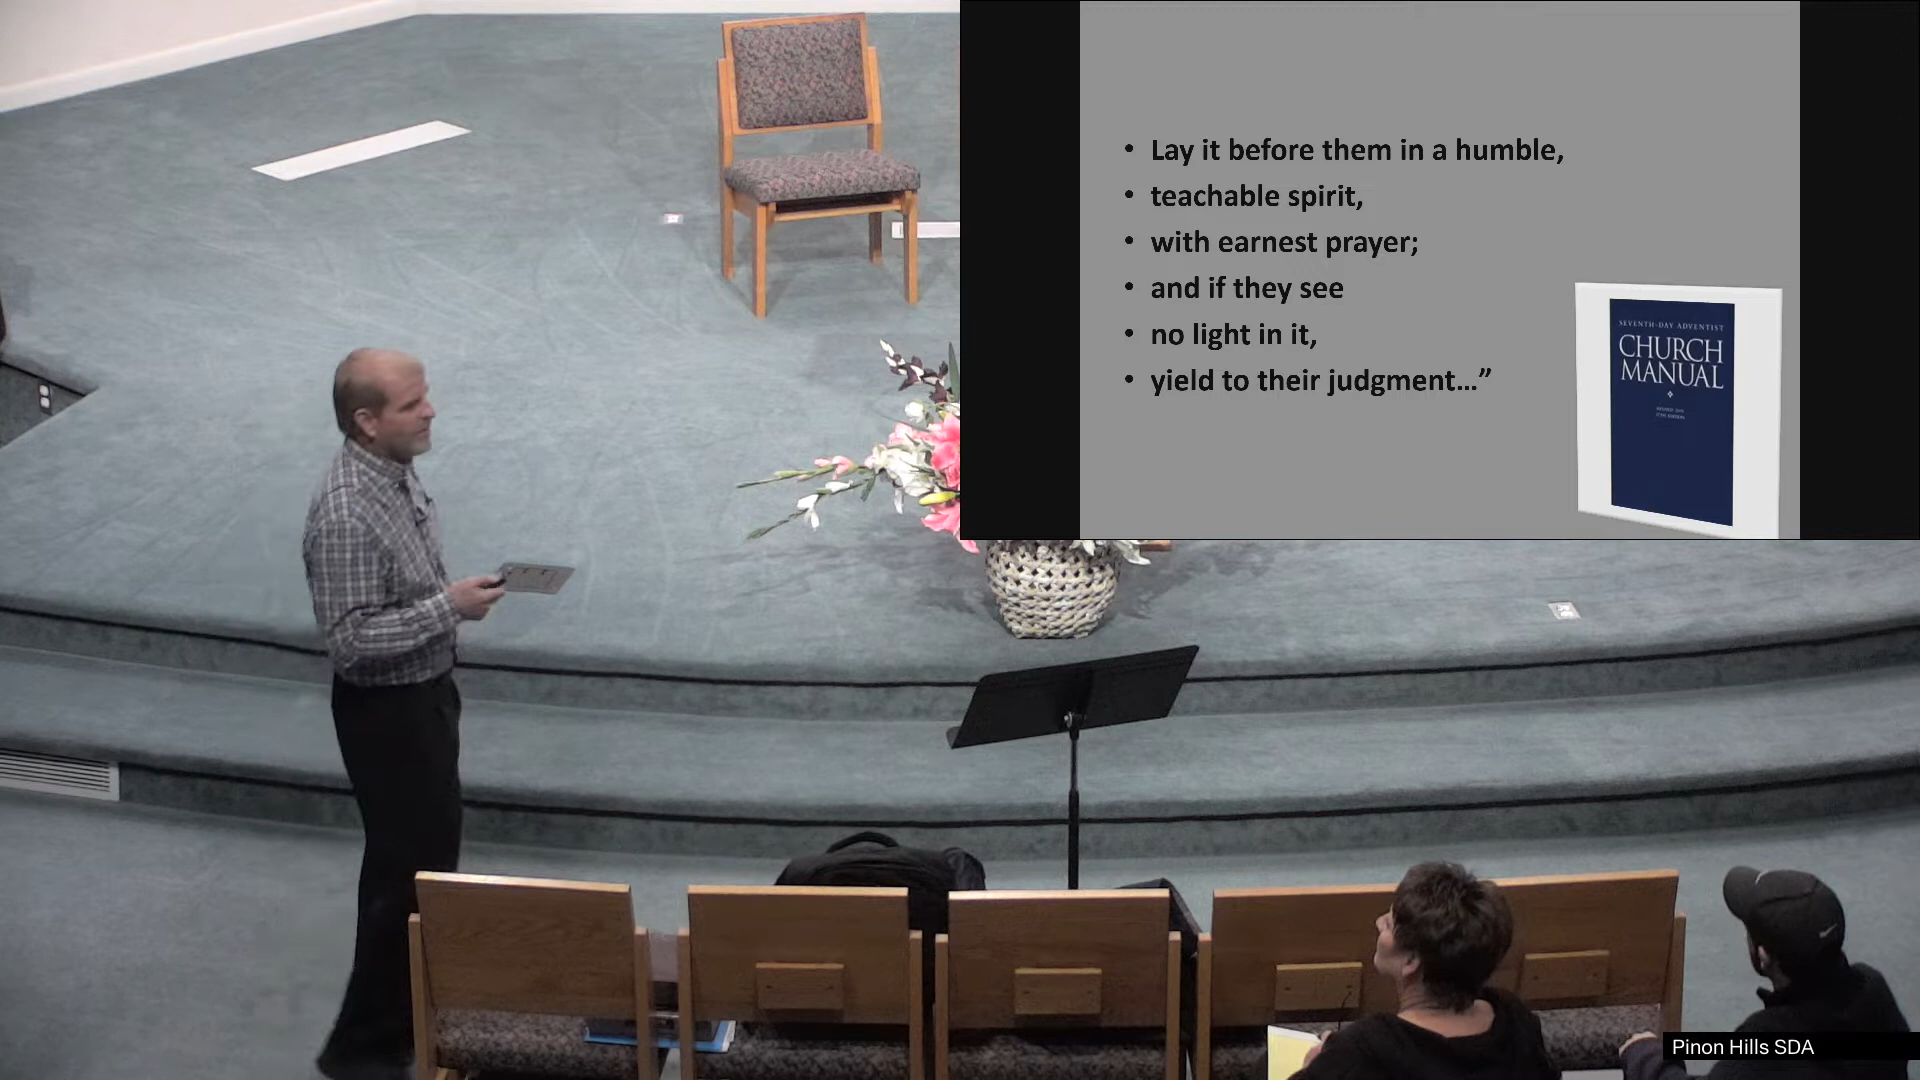 • Lay it before them in a humble,
• teachable spirit,
• with earnest prayer;
• and if they see
• no light in it,
• yield to their judgment…”
SEVENTH-DAY ADVENTIST
CHURCH
MANUAL
Pinon Hills SDA